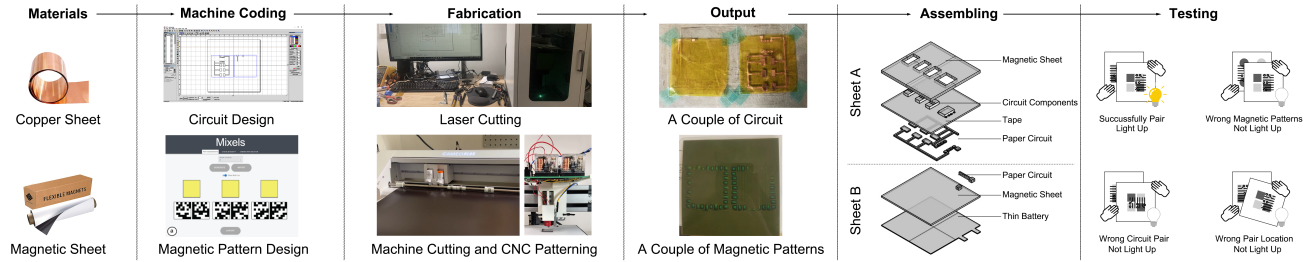 Materials
Machine Coding
Fabrication
Output
Assembling
Testing
Copper Sheet
FLEXIBLE MAGNETS
Magnetic Sheet
Circuit Design
Mixels
a
Magnetic Pattern Design
Laser Cutting
Machine Cutting and CNC Patterning
A Couple of Circuit
A Couple of Magnetic Patterns
Sheet A
Magnetic Sheet
Circuit Components
Tape
Paper Circuit
Sheet B
Paper Circuit
Magnetic Sheet
Thin Battery
Successfully Pair
Light Up
Wrong Magnetic Patterns
Not Light Up
Wrong Circuit Pair
Not Light Up
Wrong Pair Location
Not Light Up